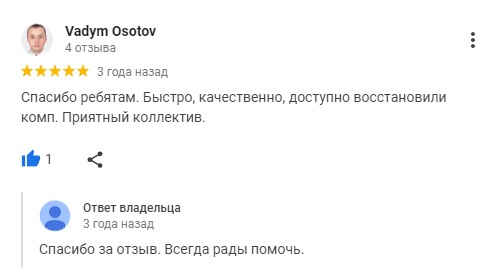 Vadym Osotov
4 отзыва
3 года назад
Спасибо ребятам. Быстро, качественно, доступно восстановили
комп. Приятный коллектив.
1
Ответ владельца
3 года назад
Спасибо за отзыв. Всегда рады помочь.